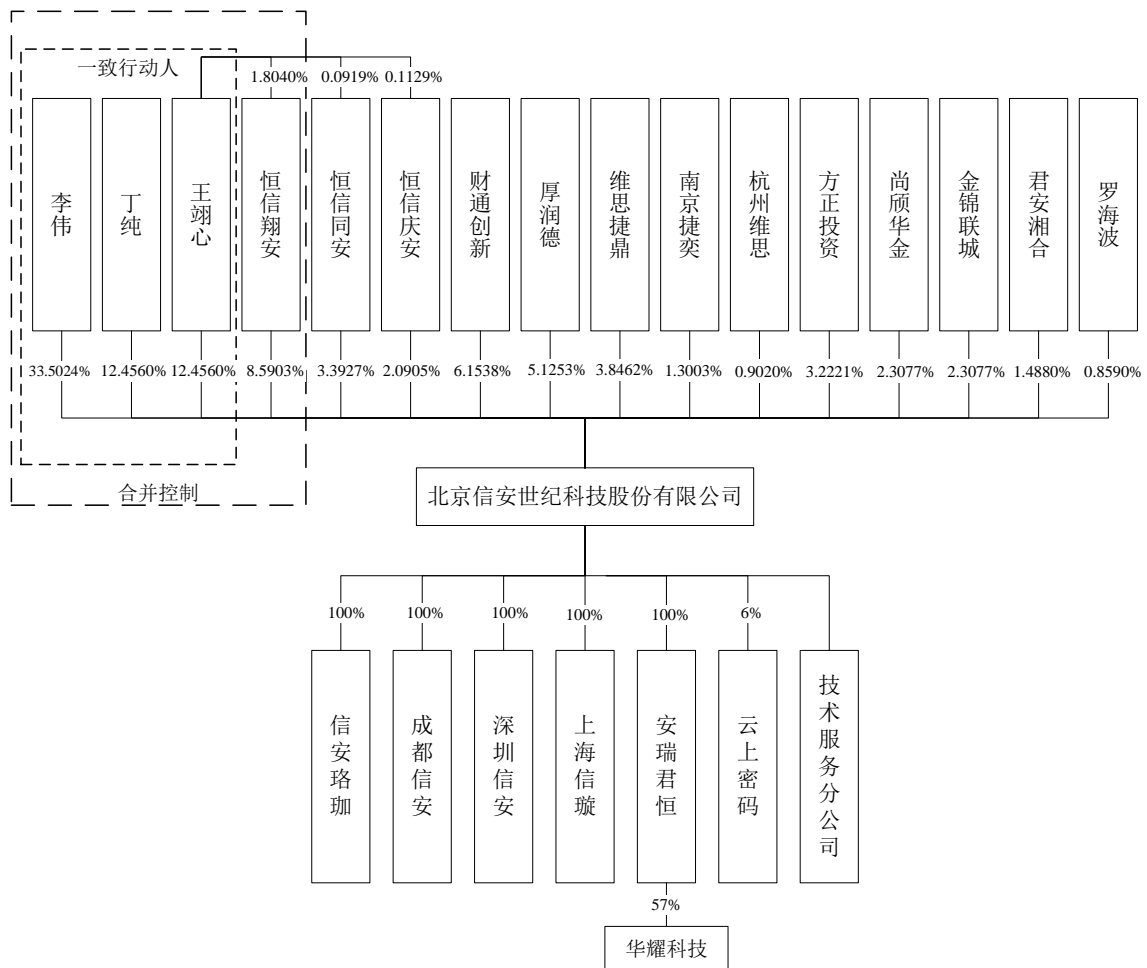 一致行动人
1.8040% 0.0919% 0.1129%
李伟
丁纯
王翊心
恒信翔安
恒信同安
恒信庆安
财通创新
厚润德
维思捷鼎
南京捷奕
杭州维思
方正投资
尚颀华金
金锦联城
君安湘合
罗海波
33.5024% 12.4560% 12.4560% 8.5903% 3.3927% 2.0905% 6.1538% 5.1253% 3.8462% 1.3003% 0.9020% 3.2221% 2.3077% 2.3077% 1.4880% 0.8590%
合并控制
北京信安世纪科技股份有限公司
100% 100% 100% 100% 100% 6%
信安珞珈
成都信安
深圳信安
上海信璇
安瑞君恒
云上密码
技术服务分公司
57%
华耀科技